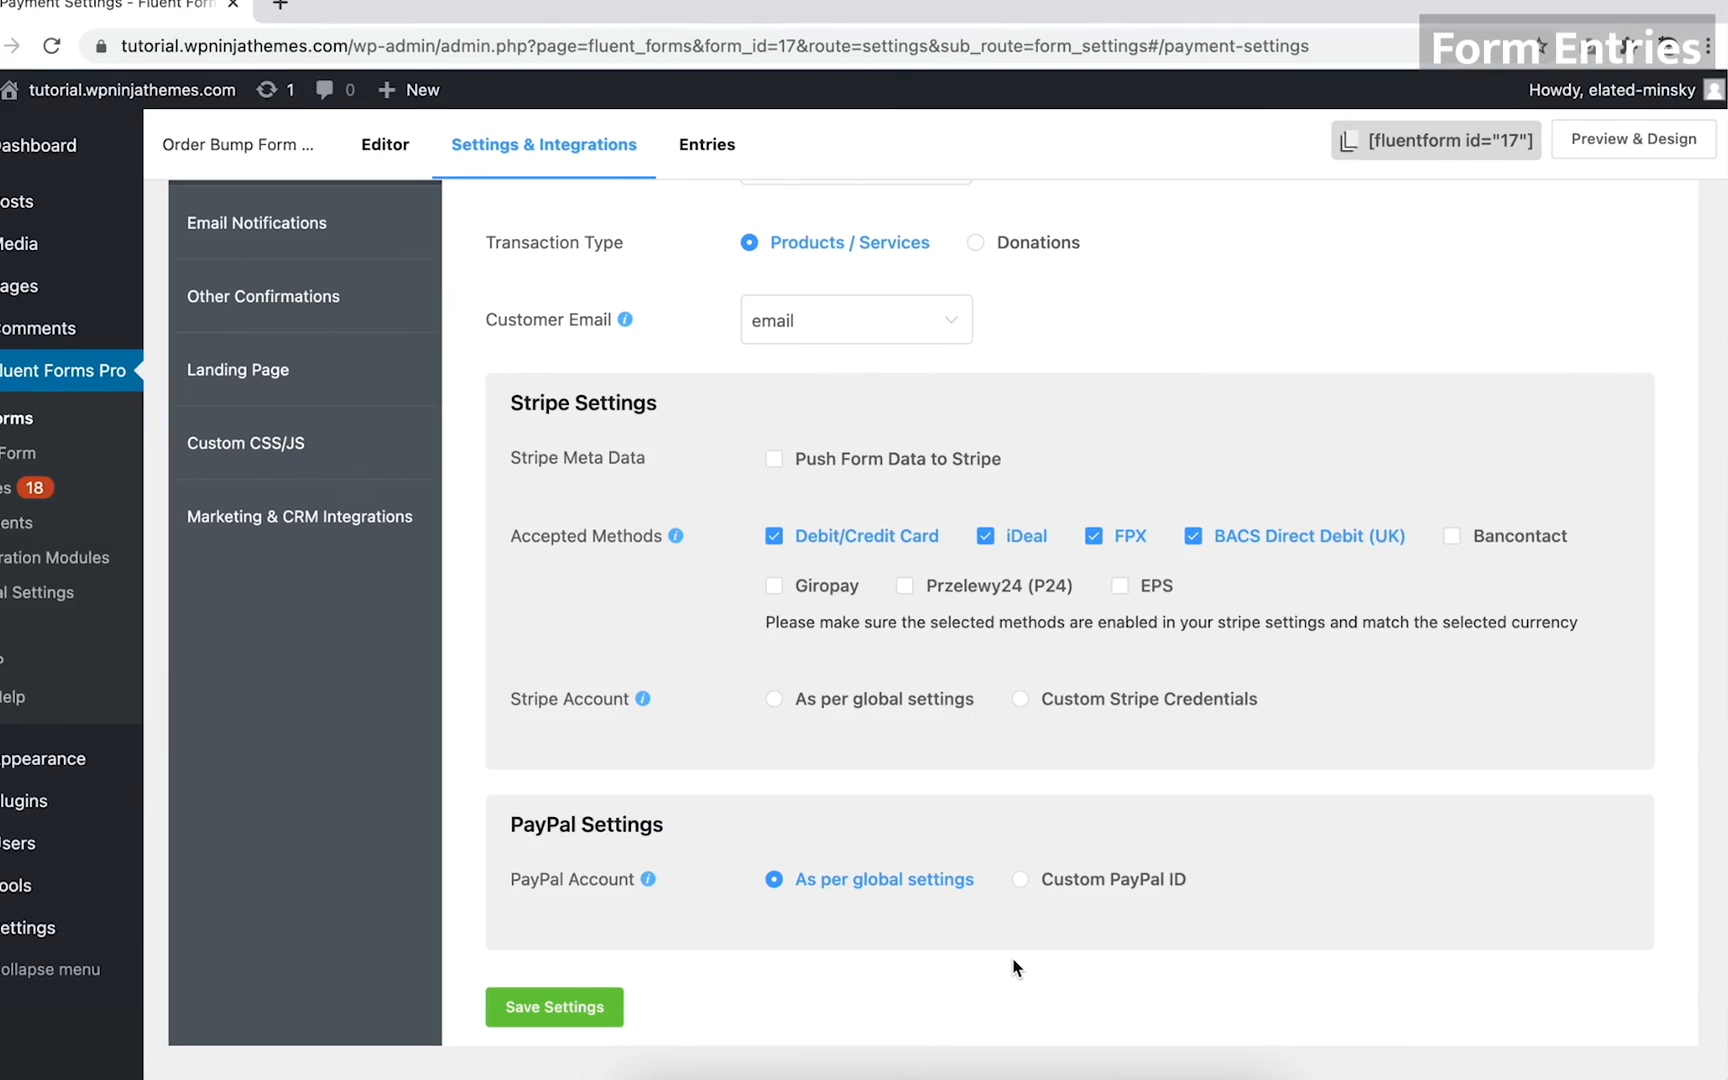 Payment Settings - Fluent Form
tutorial.wpninjathemes.com/wp-admin/admin.php?page=fluent_forms&form_id=17&route=settings&sub_route=form_settings#/payment-settings
Form Entries
tutorial.wpninjathemes.com 1 0 New Howdy, elated-minsky
Order Bump Form ... Editor Settings & Integrations Entries [fluentform id="17"] Preview & Design
ashboard
osts
edia
ages
omments
luent Forms Pro
orms
Form
es 18
ents
ration Modules
al Settings
elp
ppearance
lugins
sers
ools
ettings
ollapse menu
Email Notifications
Other Confirmations
Landing Page
Custom CSS/JS
Marketing & CRM Integrations
Transaction Type Products / Services Donations
Customer Email email
Stripe Settings
Stripe Meta Data Push Form Data to Stripe
Accepted Methods Debit/Credit Card iDeal FPX BACS Direct Debit (UK) Bancontact
Giropay Przelewy24 (P24) EPS
Please make sure the selected methods are enabled in your stripe settings and match the selected currency
Stripe Account As per global settings Custom Stripe Credentials
PayPal Settings
PayPal Account As per global settings Custom PayPal ID
Save Settings